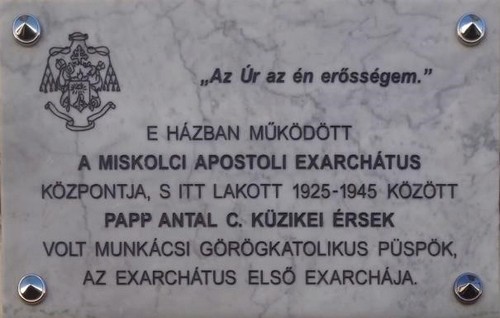 „Az Úr az én erősségem.”
E HÁZBAN MŰKÖDÖTT
A MISKOLCI APOSTOLI EXARCHÁTUS
KÖZPONTJA, S ITT LAKOTT 1925-1945 KÖZÖTT
PAPP ANTAL C. KÜZIKEI ÉRSEK
VOLT MUNKÁCSI GÖRÖGKATOLIKUS PÜSPÖK,
AZ EXARCHÁTUS ELSŐ EXARCHÁJA.